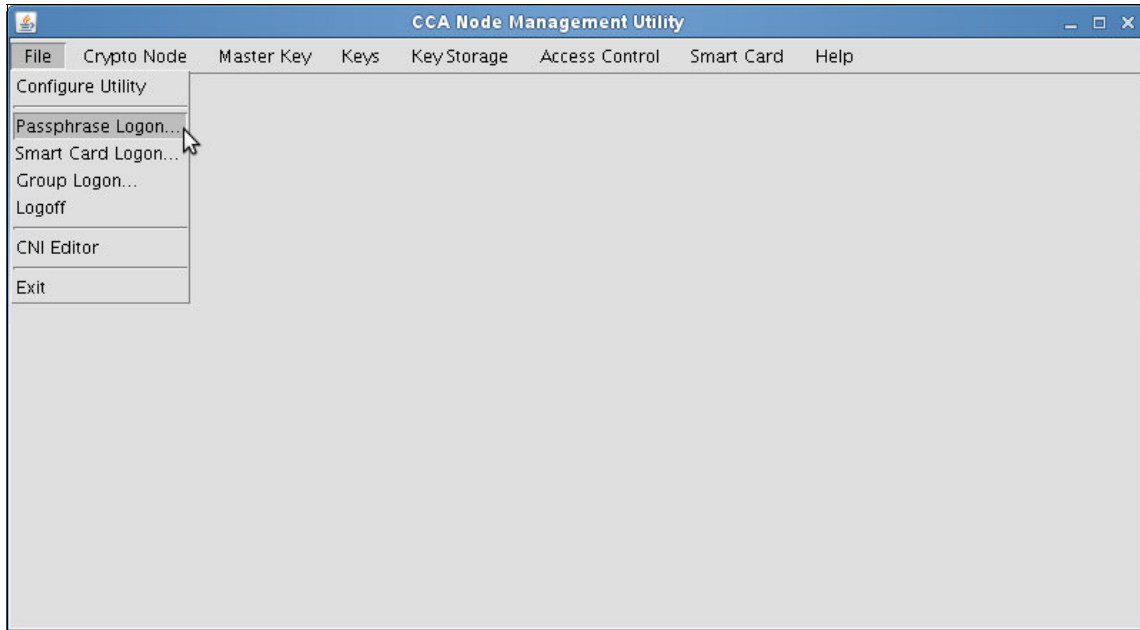 CCA Node Management Utility
File Crypto Node Master Key Keys Key Storage Access Control Smart Card Help
Configure Utility
Passphrase Logon...
Smart Card Logon...
Group Logon...
Logoff
CNI Editor
Exit